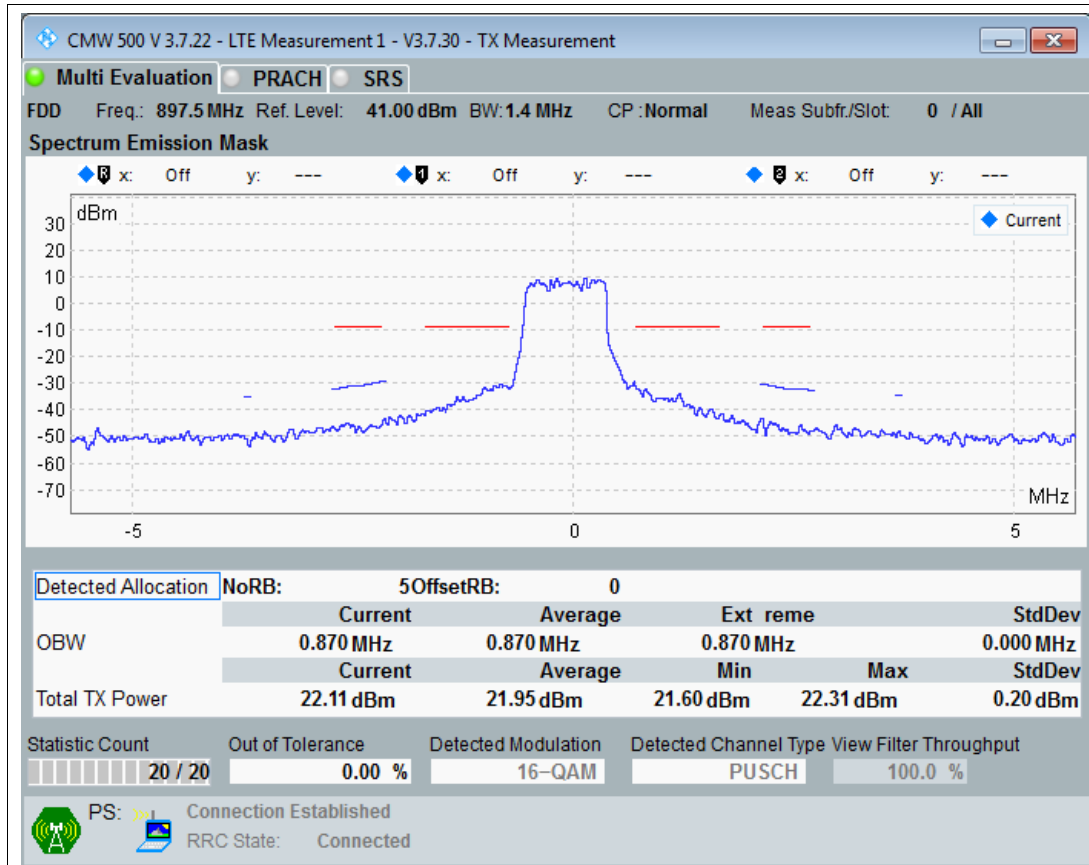 CMW 500 V 3.7.22 - LTE Measurement 1 - V3.7.30 - TX Measurement
Multi Evaluation PRACH SRS
FDD Freq.: 897.5 MHz Ref. Level: 41.00 dBm BW: 1.4 MHz CP : Normal Meas Subfr./Slot: 0 / All
Spectrum Emission Mask
R x: Off y: --- 1 x: Off y: --- 2 x: Off y: ---
dBm
Current
30
20
10
0
-10
-20
-30
-40
-50
-60
-70
MHz
-5 0 5
Detected Allocation NoRB: 5 OffsetRB: 0
Current Average Ext reme StdDev
OBW 0.870 MHz 0.870 MHz 0.870 MHz 0.000 MHz
Current Average Min Max StdDev
Total TX Power 22.11 dBm 21.95 dBm 21.60 dBm 22.31 dBm 0.20 dBm
Statistic Count Out of Tolerance Detected Modulation Detected Channel Type View Filter Throughput
20 / 20 0.00 % 16-QAM PUSCH 100.0 %
PS: Connection Established
RRC State: Connected